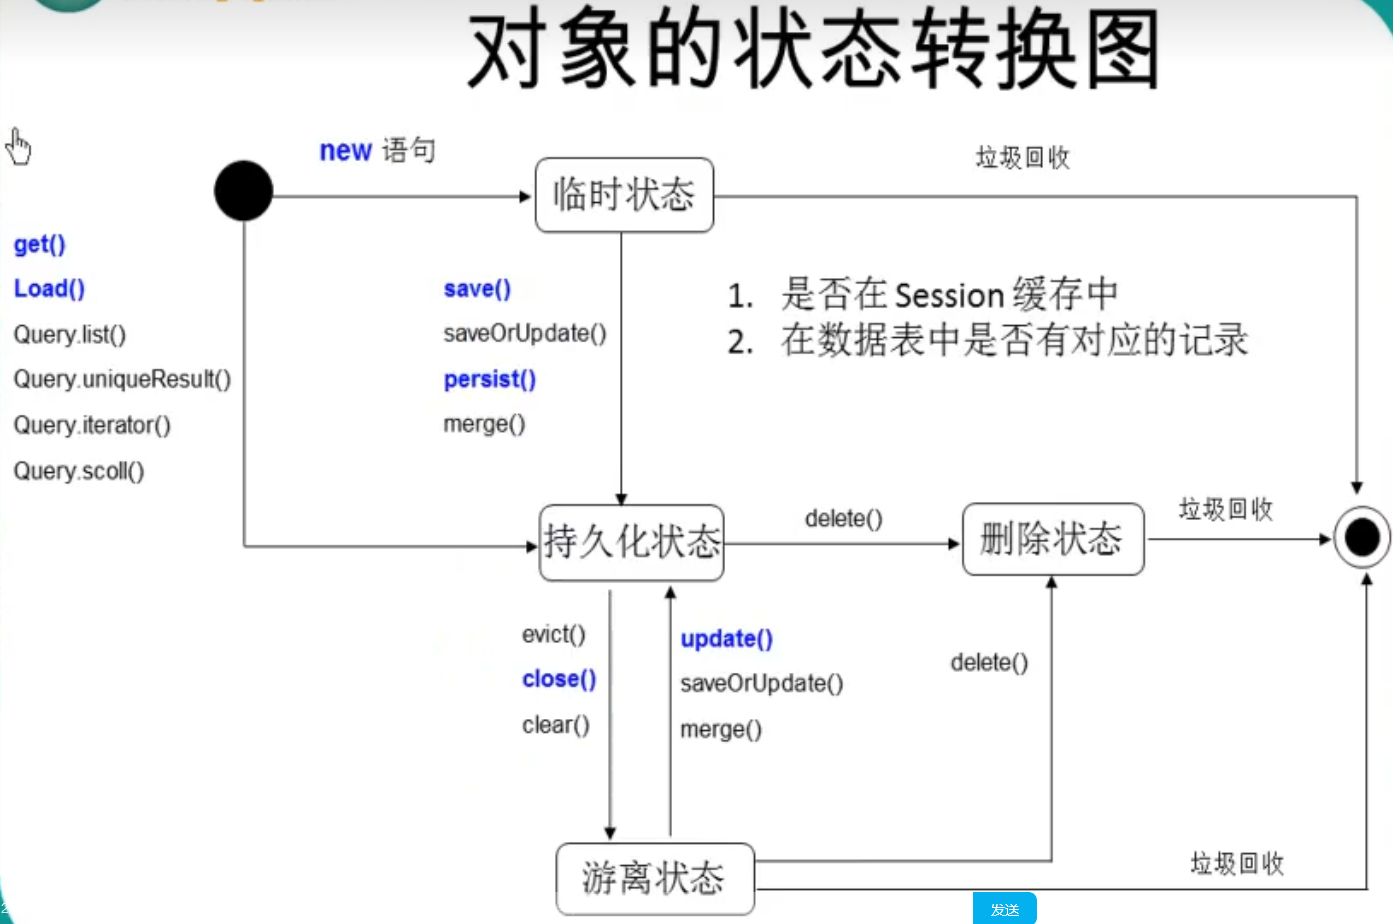 对象的状态转换图
new 语句
垃圾回收
临时状态
get()
Load()
Query.list()
Query.uniqueResult()
Query.iterator()
Query.scoll()
save()
saveOrUpdate()
persist()
merge()
1. 是否在 Session 缓存中
2. 在数据表中是否有对应的记录
持久化状态
delete()
删除状态
垃圾回收
evict()
close()
clear()
update()
saveOrUpdate()
merge()
delete()
游离状态
垃圾回收
发送